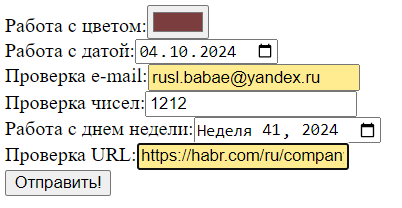 Работа с цветом:
Работа с датой: 04.10.2024
Проверка e-mail: rusl.babae@yandex.ru
Проверка чисел: 1212
Работа с днем недели: Неделя 41, 2024
Проверка URL: https://habr.com/ru/compan
Отправить!